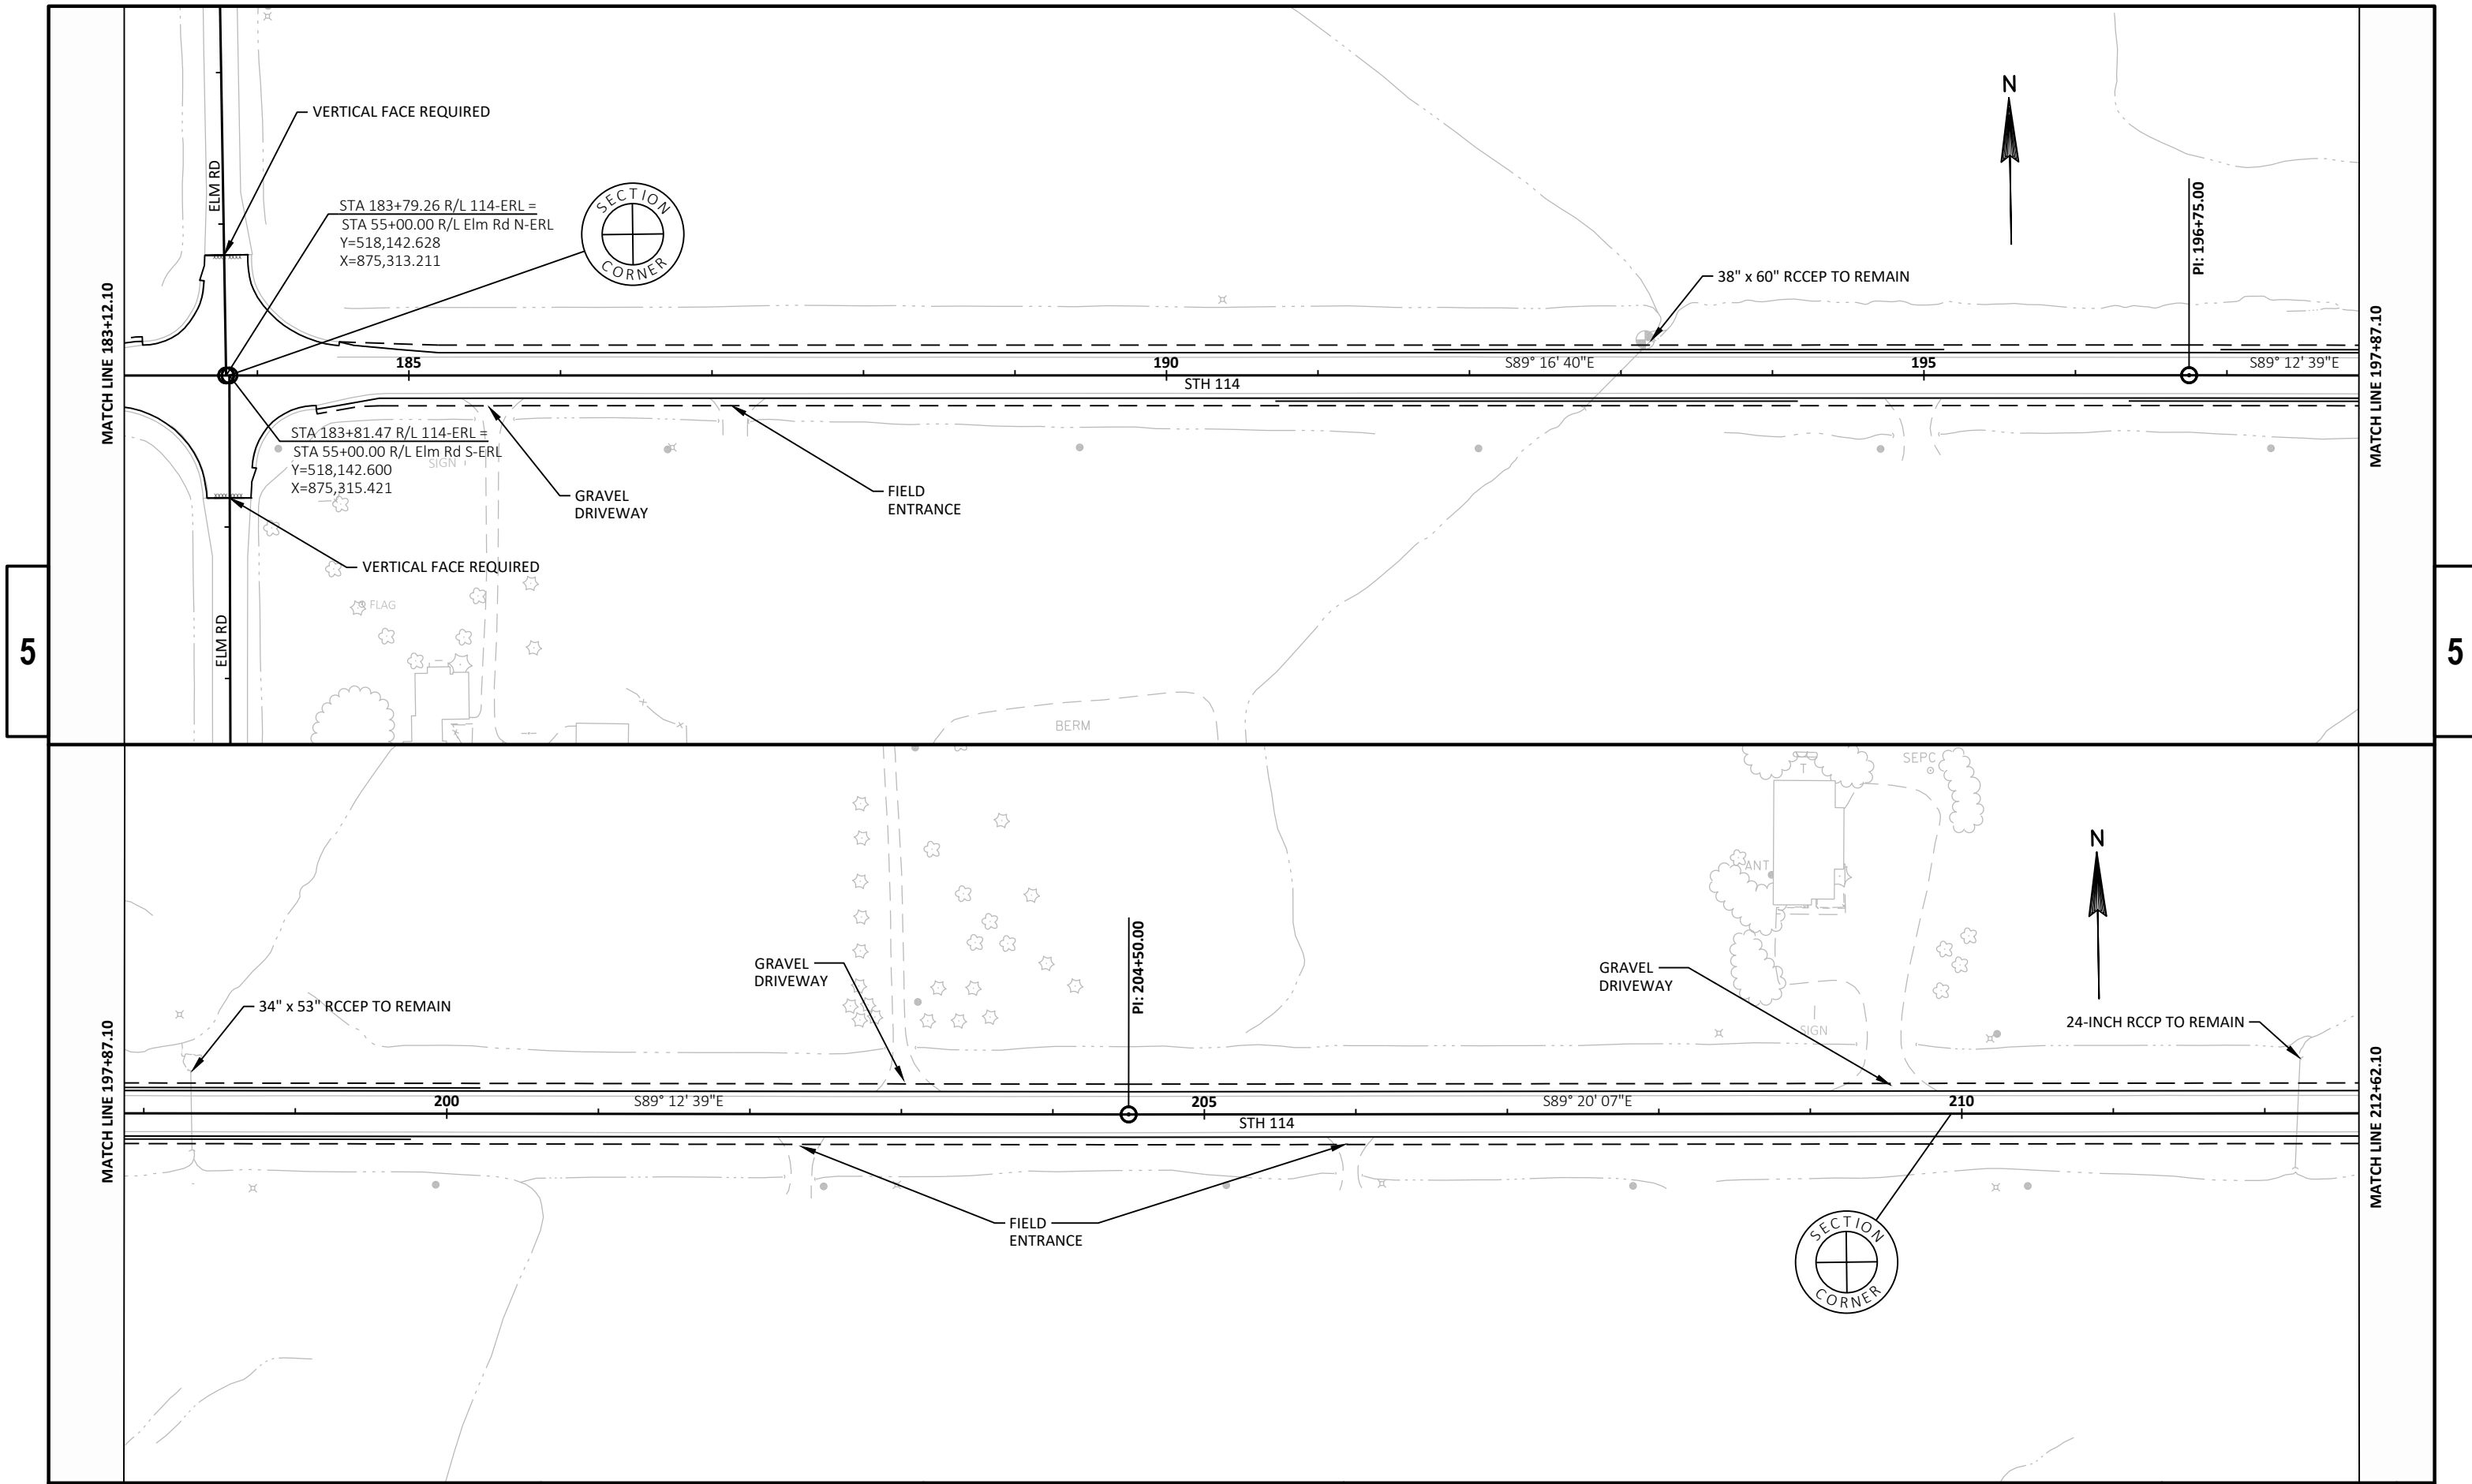 VERTICAL FACE REQUIRED
N
ELM RD
STA 183+79.26 R/L 114-ERL =
STA 55+00.00 R/L Elm Rd N-ERL
Y=518,142.628
X=875,313.211
SECTION
CORNER
PI: 196+75.00
38" x 60" RCCEP TO REMAIN
MATCH LINE 183+12.10
MATCH LINE 197+87.10
185
190
S89° 16' 40"E
195
S89° 12' 39"E
STH 114
STA 183+81.47 R/L 114-ERL =
STA 55+00.00 R/L Elm Rd S-ERL
SIGN
Y=518,142.600
X=875,315.421
GRAVEL
DRIVEWAY
FIELD
ENTRANCE
VERTICAL FACE REQUIRED
FLAG
ELM RD
5
5
BERM
SEPC
T
N
ANT
GRAVEL
DRIVEWAY
PI: 204+50.00
GRAVEL
DRIVEWAY
34" x 53" RCCEP TO REMAIN
SIGN
24-INCH RCCP TO REMAIN
MATCH LINE 197+87.10
MATCH LINE 212+62.10
200
S89° 12' 39"E
205
S89° 20' 07"E
210
STH 114
FIELD
ENTRANCE
SECTION
CORNER